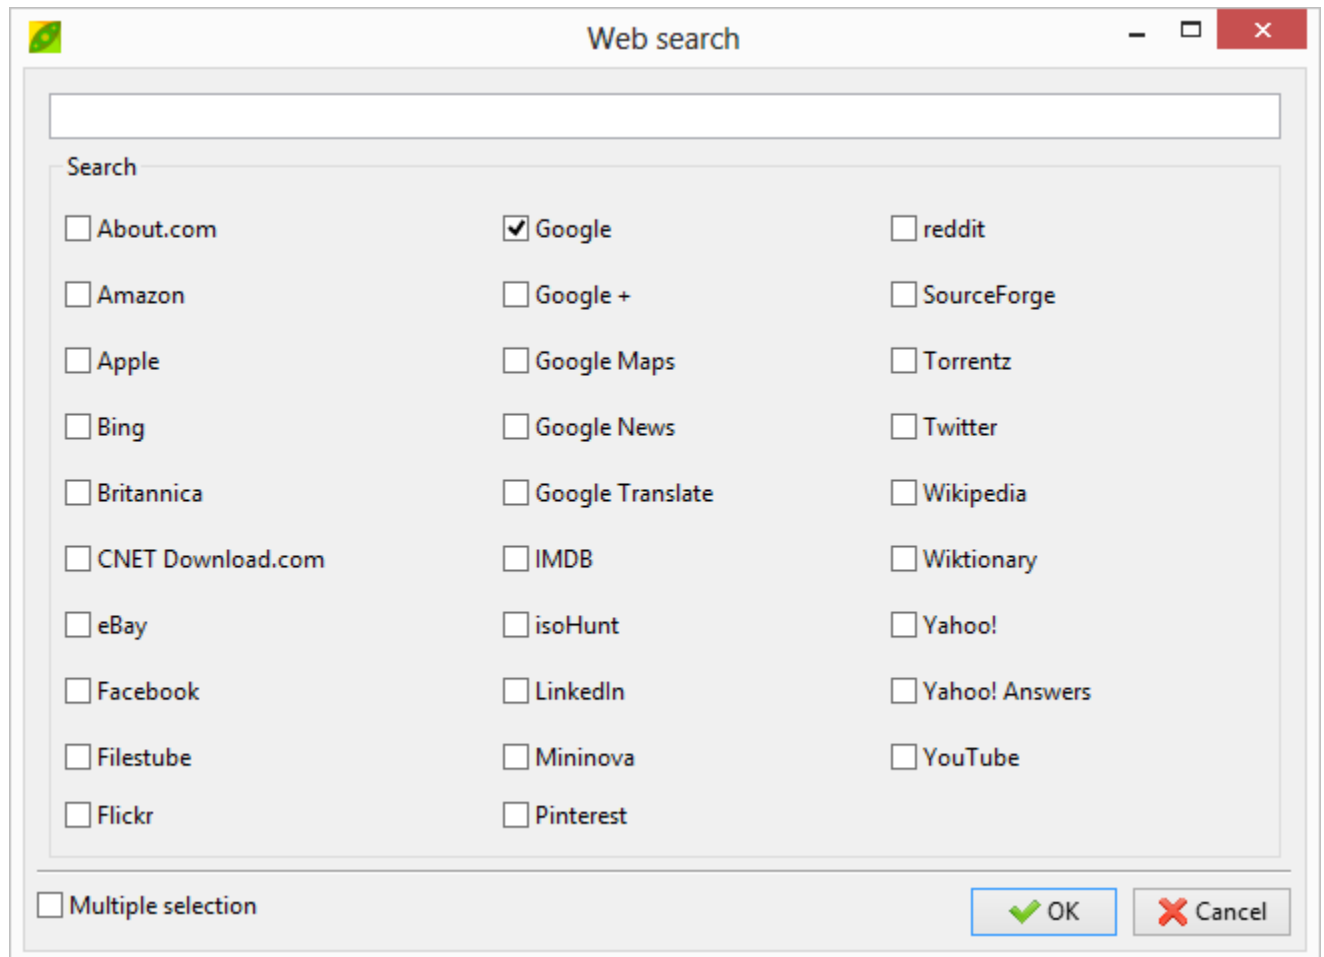 Web search
Search
About.com
Google
reddit
Amazon
Google +
SourceForge
Apple
Google Maps
Torrentz
Bing
Google News
Twitter
Britannica
Google Translate
Wikipedia
CNET Download.com
IMDB
Wiktionary
eBay
isoHunt
Yahoo!
Facebook
LinkedIn
Yahoo! Answers
Filestube
Mininova
YouTube
Flickr
Pinterest
Multiple selection
OK
Cancel